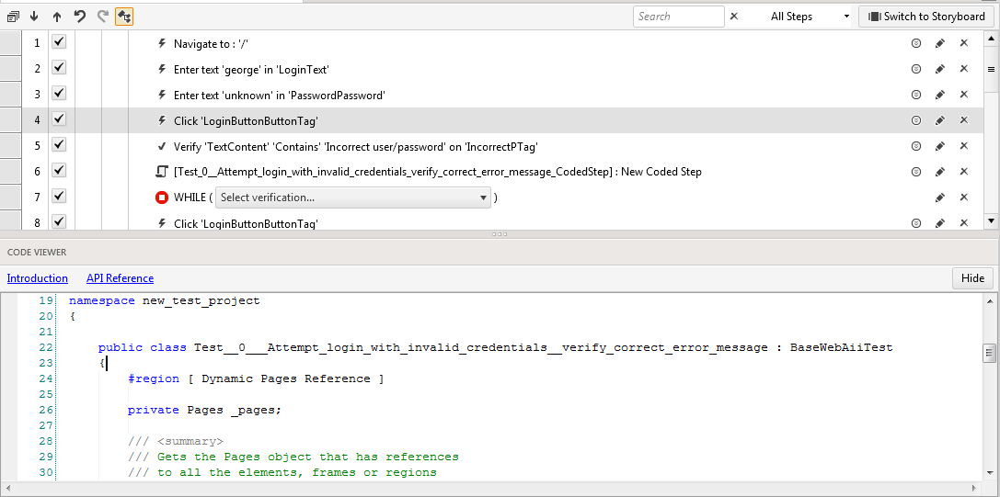 Search
All Steps
Switch to Storyboard
1 Navigate to : '/'
2 Enter text 'george' in 'LoginText'
3 Enter text 'unknown' in 'PasswordPassword'
4 Click 'LoginButtonButtonTag'
5 Verify 'TextContent' 'Contains' 'Incorrect user/password' on 'IncorrectPTag'
6 [Test_0__Attempt_login_with_invalid_credentials_verify_correct_error_message_CodedStep] : New Coded Step
7 WHILE ( Select verification... )
8 Click 'LoginButtonButtonTag'
CODE VIEWER
Introduction API Reference Hide
19 namespace new_test_project
20 {
21
22 public class Test__0___Attempt_login_with_invalid_credentials__verify_correct_error_message : BaseWebAiiTest
23 {
24 #region [ Dynamic Pages Reference ]
25
26 private Pages _pages;
27
28 /// <summary>
29 /// Gets the Pages object that has references
30 /// to all the elements, frames or regions